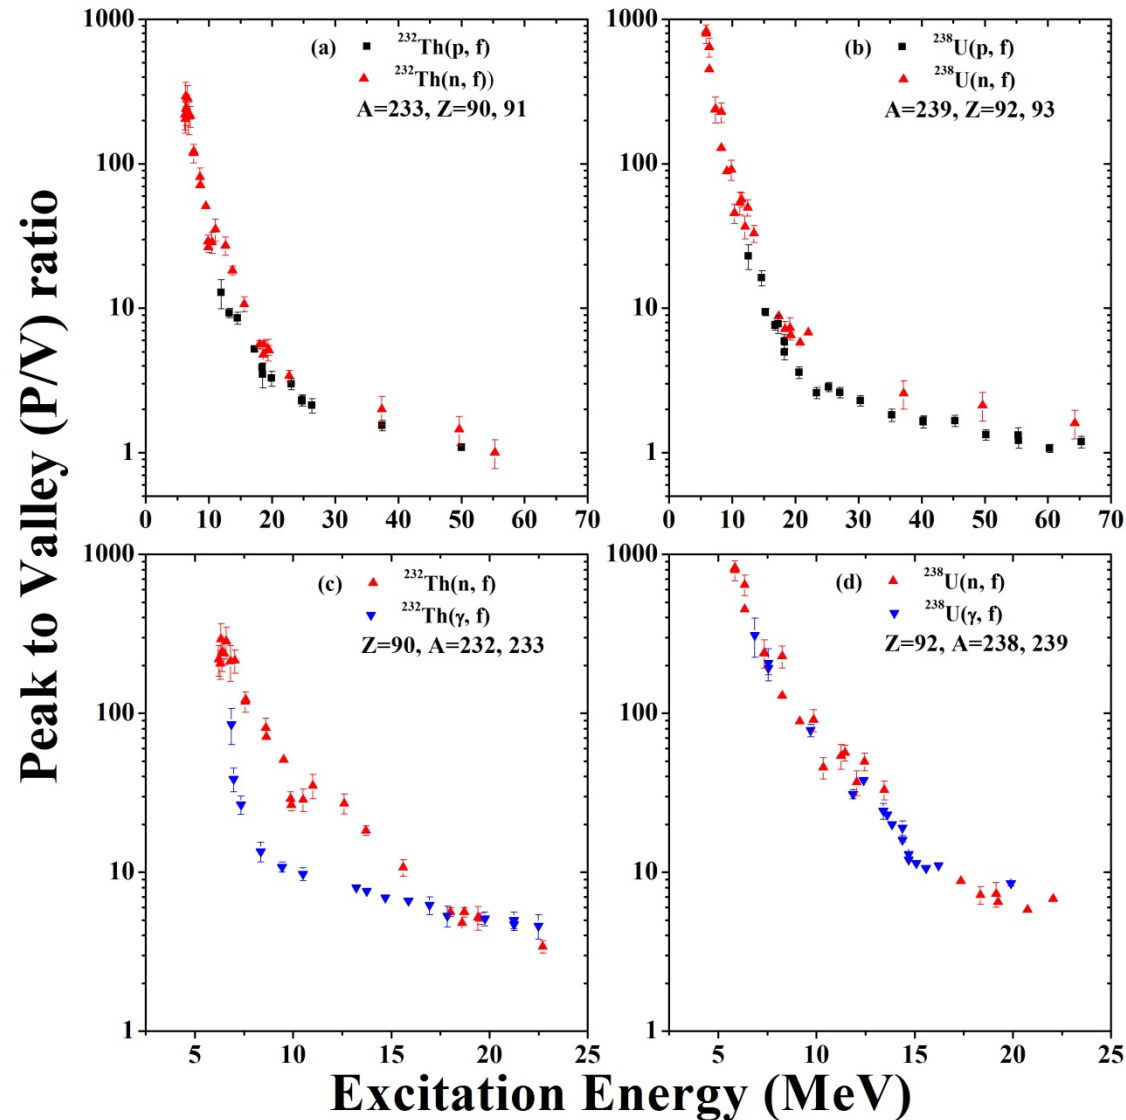 Peak to Valley (P/V) ratio
1000
100
10
1
(a)
²³²Th(p, f)
²³²Th(n, f))
A=233, Z=90, 91
0 10 20 30 40 50 60 70
1000
100
10
1
(b)
²³⁸U(p, f)
²³⁸U(n, f)
A=239, Z=92, 93
0 10 20 30 40 50 60 70
1000
100
10
1
(c)
²³²Th(n, f)
²³²Th(γ, f)
Z=90, A=232, 233
5 10 15 20 25
1000
100
10
1
(d)
²³⁸U(n, f)
²³⁸U(γ, f)
Z=92, A=238, 239
5 10 15 20 25
Excitation Energy (MeV)